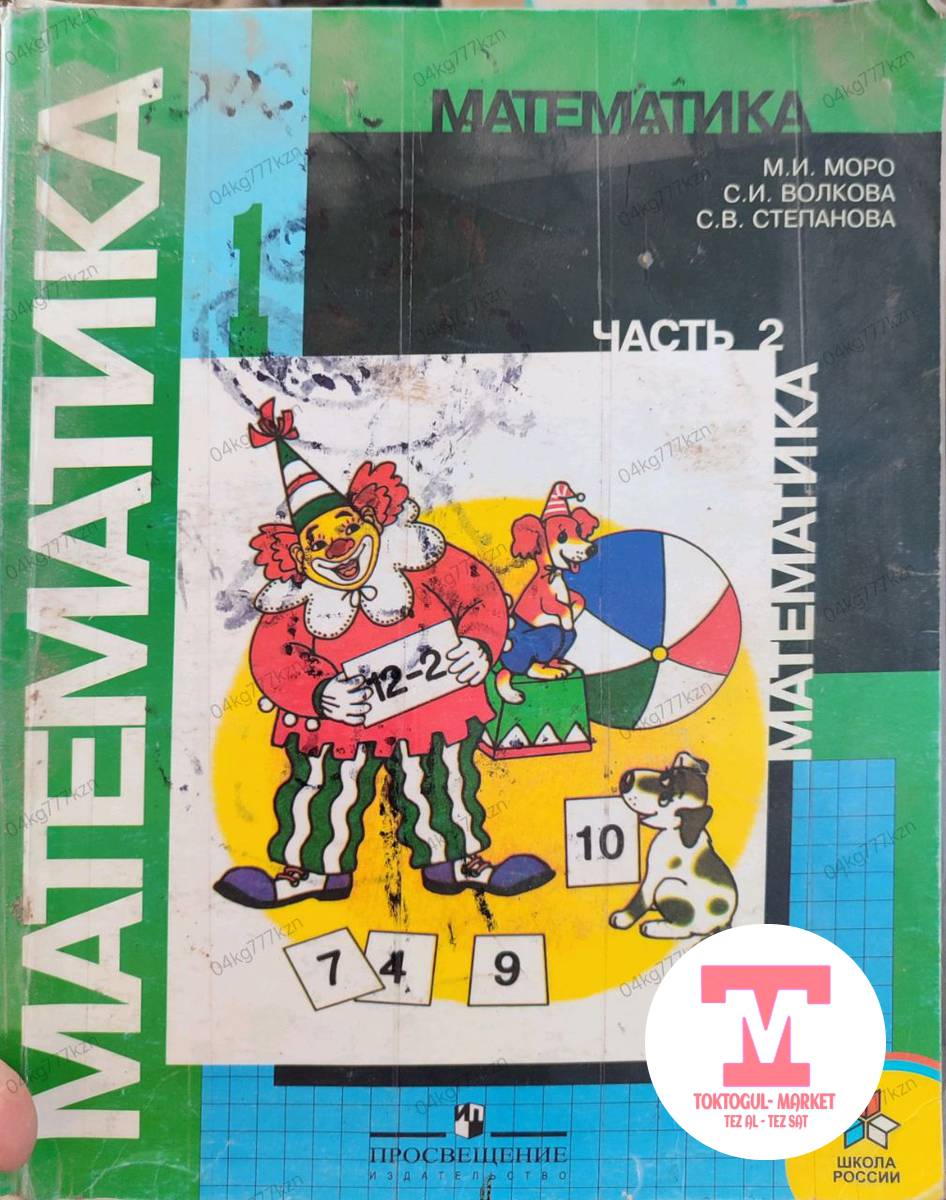 МАТЕМАТИКА
1
МАТЕМАТИКА
М.И. МОРО
С.И. ВОЛКОВА
С.В. СТЕПАНОВА
ЧАСТЬ 2
МАТЕМАТИКА
12-2
10
7
4
9
ПРОСВЕЩЕНИЕ
ИЗДАТЕЛЬСТВО
TM
TOKTOGUL- MARKET
TEZ AL - TEZ SAT
ШКОЛА
РОССИИ
04kg777kzn